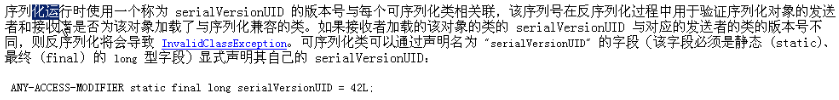 序列化运行时使用一个称为 serialVersionUID 的版本号与每个可序列化类相关联，该序列号在反序列化过程中用于验证序列化对象的发送
者和接收者是否为该对象加载了与序列化兼容的类。如果接收者加载的该对象的类的 serialVersionUID 与对应的发送者的类的版本号不
同，则反序列化将会导致 InvalidClassException。可序列化类可以通过声明名为 "serialVersionUID" 的字段（该字段必须是静态 (static)、
最终 (final) 的 long 型字段）显式声明其自己的 serialVersionUID：
ANY-ACCESS-MODIFIER static final long serialVersionUID = 42L;